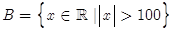 B = {x ∈ ℝ ||x| > 100}